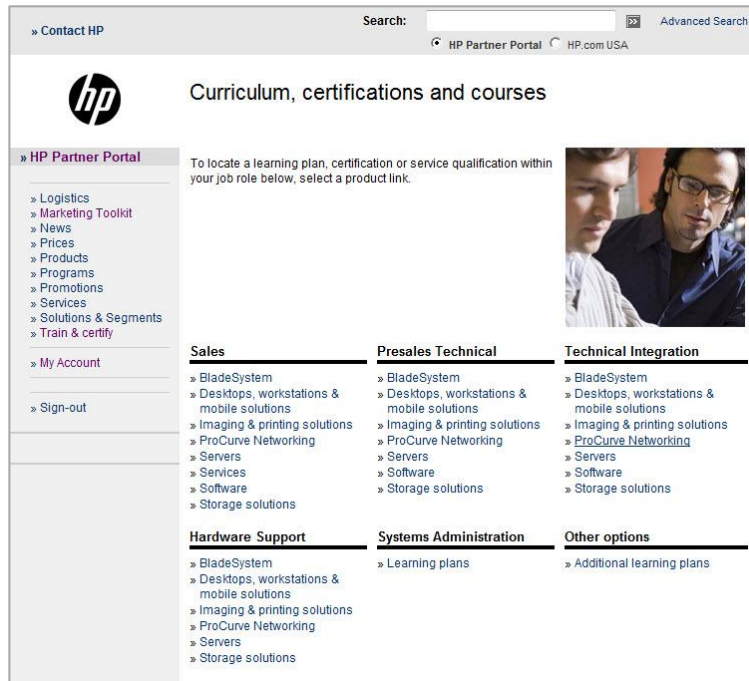 » Contact HP
Search:
»
Advanced Search
HP Partner Portal
HP.com USA
hp
Curriculum, certifications and courses
» HP Partner Portal
» Logistics
» Marketing Toolkit
» News
» Prices
» Products
» Programs
» Promotions
» Services
» Solutions & Segments
» Train & certify
» My Account
» Sign-out
To locate a learning plan, certification or service qualification within
your job role below, select a product link.
Sales
» BladeSystem
» Desktops, workstations &
mobile solutions
» Imaging & printing solutions
» ProCurve Networking
» Servers
» Services
» Software
» Storage solutions
Presales Technical
» BladeSystem
» Desktops, workstations &
mobile solutions
» Imaging & printing solutions
» ProCurve Networking
» Servers
» Software
» Storage solutions
Technical Integration
» BladeSystem
» Desktops, workstations &
mobile solutions
» Imaging & printing solutions
» ProCurve Networking
» Servers
» Software
» Storage solutions
Hardware Support
» BladeSystem
» Desktops, workstations &
mobile solutions
» Imaging & printing solutions
» ProCurve Networking
» Servers
» Storage solutions
Systems Administration
» Learning plans
Other options
» Additional learning plans